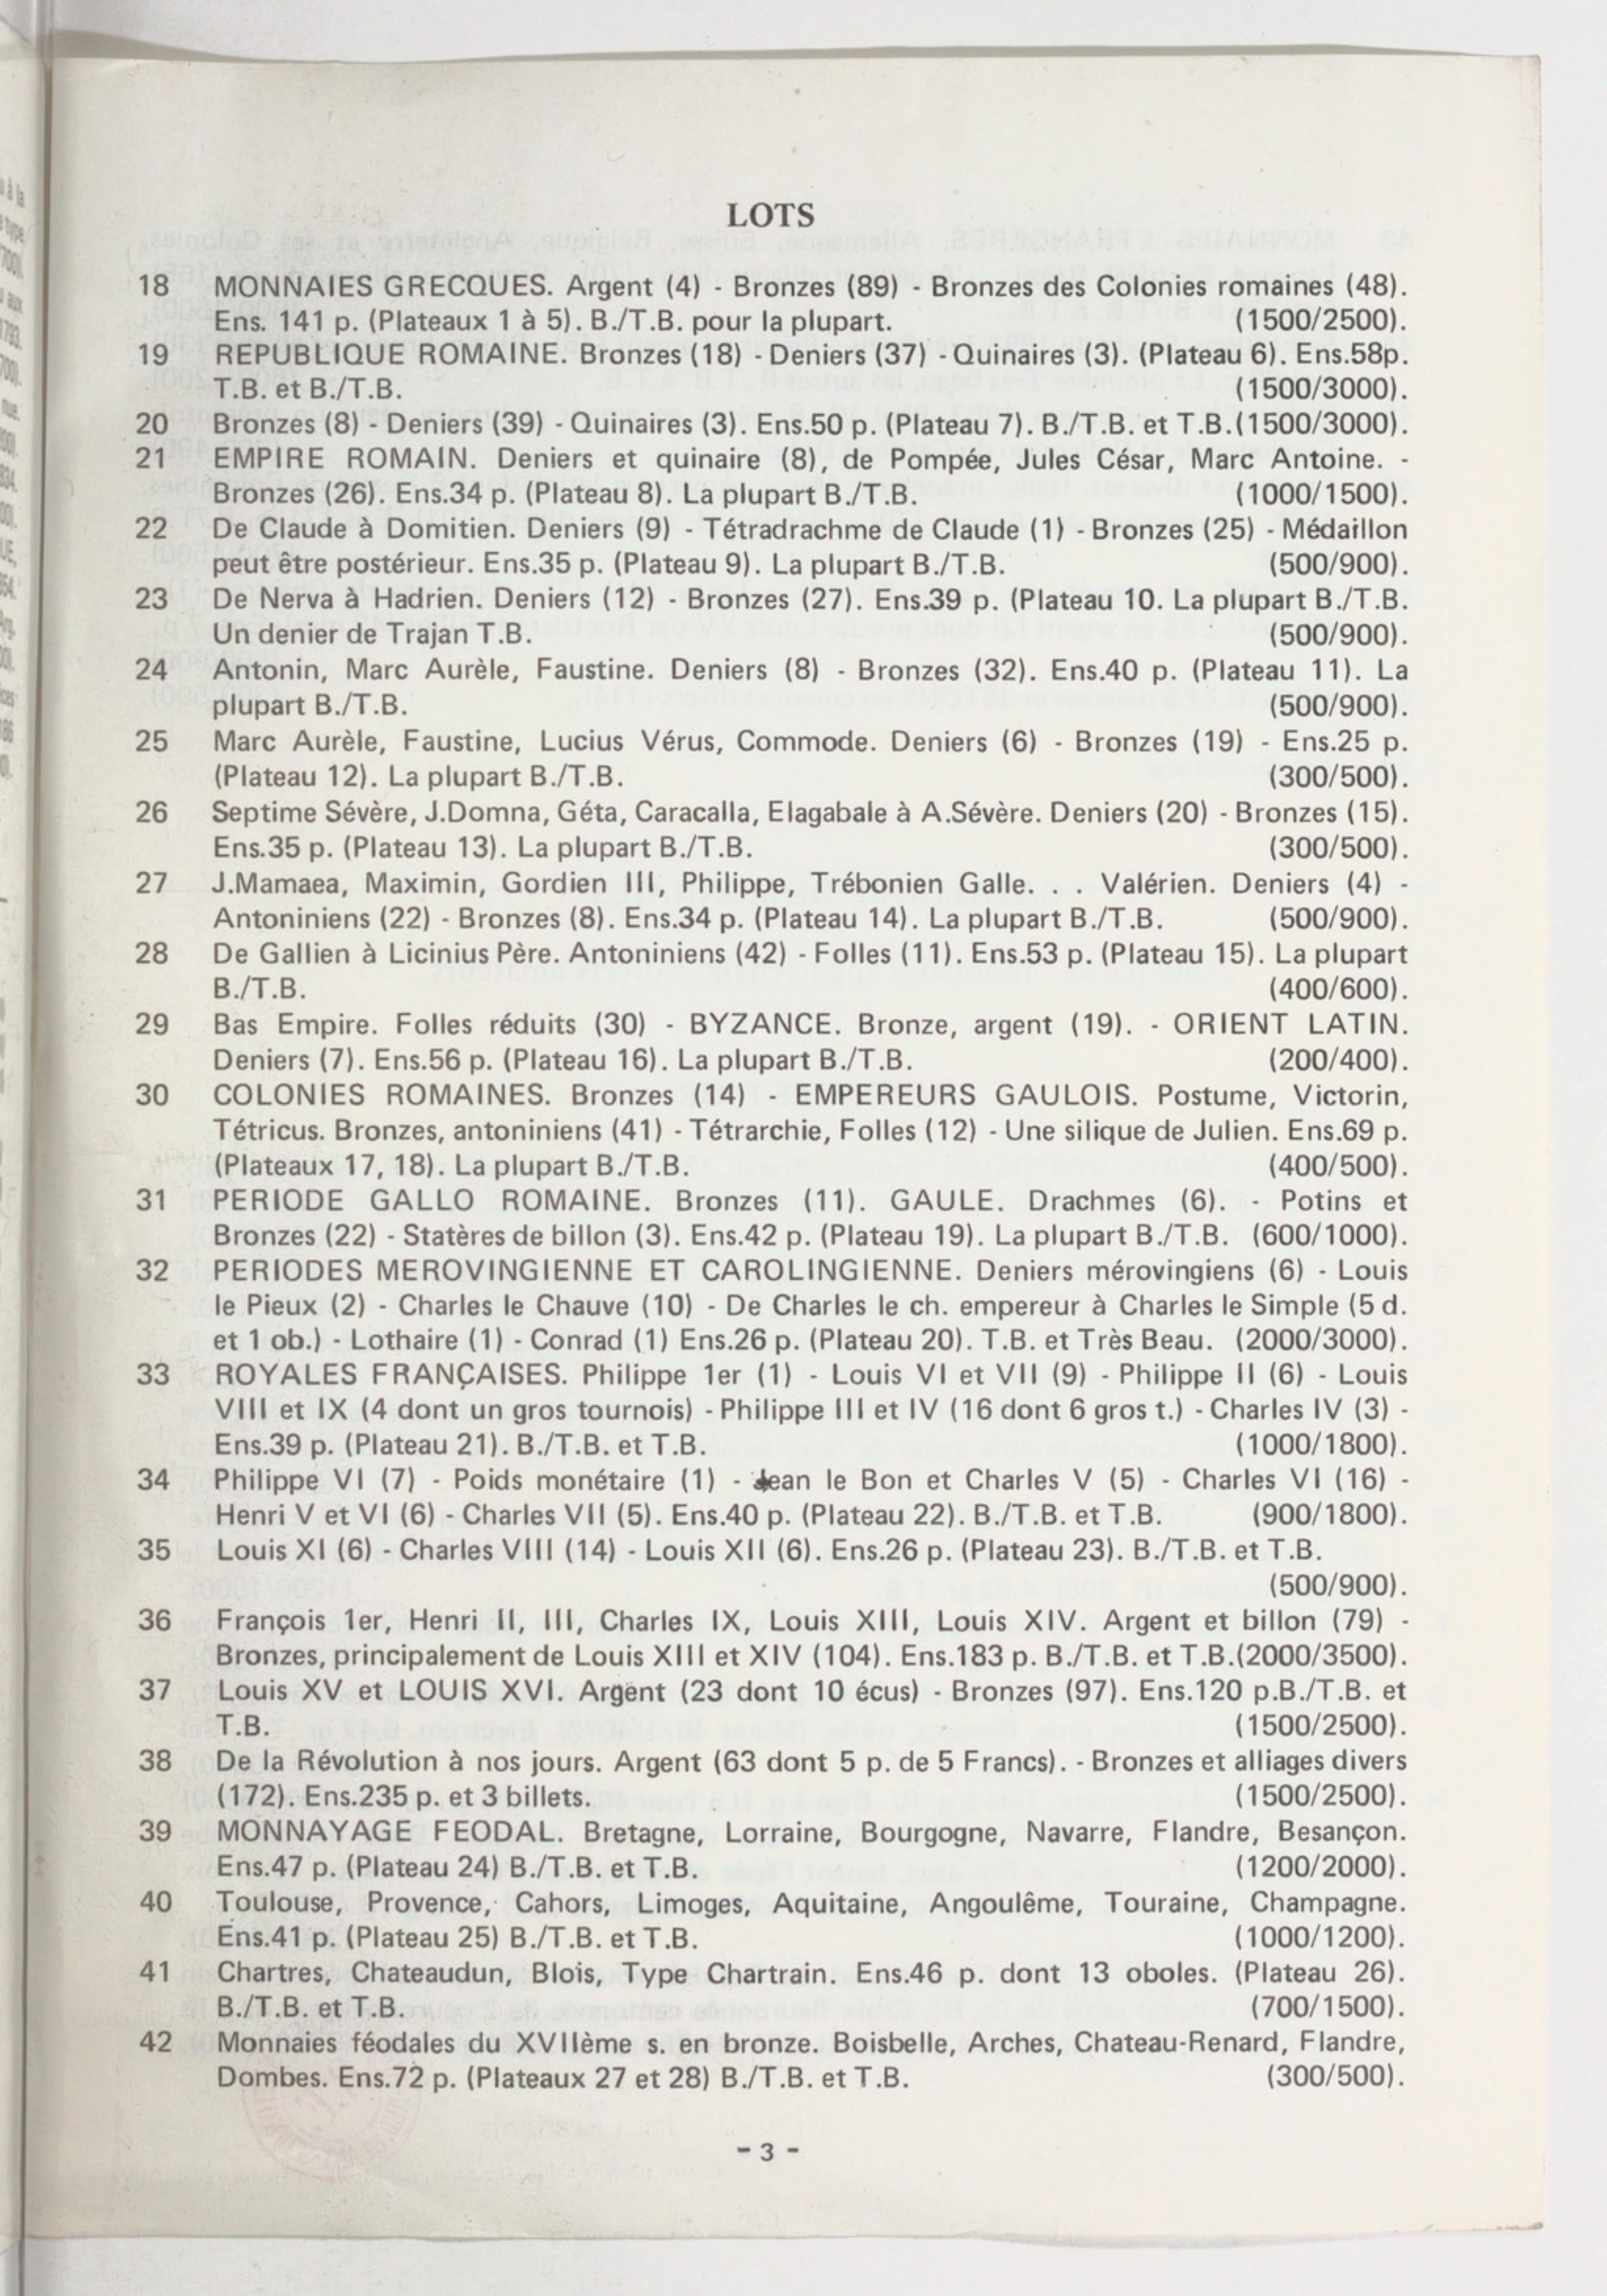 LOTS
18 MONNAIES GRECQUES. Argent (4) - Bronzes (89) - Bronzes des Colonies romaines (48).
Ens. 141 p. (Plateaux 1 à 5). B./T.B. pour la plupart. (1500/2500).
19 REPUBLIQUE ROMAINE. Bronzes (18) - Deniers (37) - Quinaires (3). (Plateau 6). Ens.58p.
T.B. et B./T.B. (1500/3000).
20 Bronzes (8) - Deniers (39) - Quinaires (3). Ens.50 p. (Plateau 7). B./T.B. et T.B.(1500/3000).
21 EMPIRE ROMAIN. Deniers et quinaire (8), de Pompée, Jules César, Marc Antoine. -
Bronzes (26). Ens.34 p. (Plateau 8). La plupart B./T.B. (1000/1500).
22 De Claude à Domitien. Deniers (9) - Tétradrachme de Claude (1) - Bronzes (25) - Médaillon
peut être postérieur. Ens.35 p. (Plateau 9). La plupart B./T.B. (500/900).
23 De Nerva à Hadrien. Deniers (12) - Bronzes (27). Ens.39 p. (Plateau 10. La plupart B./T.B.
Un denier de Trajan T.B. (500/900).
24 Antonin, Marc Aurèle, Faustine. Deniers (8) - Bronzes (32). Ens.40 p. (Plateau 11). La
plupart B./T.B. (500/900).
25 Marc Aurèle, Faustine, Lucius Vérus, Commode. Deniers (6) - Bronzes (19) - Ens.25 p.
(Plateau 12). La plupart B./T.B. (300/500).
26 Septime Sévère, J.Domna, Géta, Caracalla, Elagabale à A.Sévère. Deniers (20) - Bronzes (15).
Ens.35 p. (Plateau 13). La plupart B./T.B. (300/500).
27 J.Mamaea, Maximin, Gordien III, Philippe, Trébonien Galle. . . Valérien. Deniers (4) -
Antoniniens (22) - Bronzes (8). Ens.34 p. (Plateau 14). La plupart B./T.B. (500/900).
28 De Gallien à Licinius Père. Antoniniens (42) - Folles (11). Ens.53 p. (Plateau 15). La plupart
B./T.B. (400/600).
29 Bas Empire. Folles réduits (30) - BYZANCE. Bronze, argent (19). - ORIENT LATIN.
Deniers (7). Ens.56 p. (Plateau 16). La plupart B./T.B. (200/400).
30 COLONIES ROMAINES. Bronzes (14) - EMPEREURS GAULOIS. Postume, Victorin,
Tétricus. Bronzes, antoniniens (41) - Tétrarchie, Folles (12) - Une silique de Julien. Ens.69 p.
(Plateaux 17, 18). La plupart B./T.B. (400/500).
31 PERIODE GALLO ROMAINE. Bronzes (11). GAULE. Drachmes (6). - Potins et
Bronzes (22) - Statères de billon (3). Ens.42 p. (Plateau 19). La plupart B./T.B. (600/1000).
32 PERIODES MEROVINGIENNE ET CAROLINGIENNE. Deniers mérovingiens (6) - Louis
le Pieux (2) - Charles le Chauve (10) - De Charles le ch. empereur à Charles le Simple (5 d.
et 1 ob.) - Lothaire (1) - Conrad (1) Ens.26 p. (Plateau 20). T.B. et Très Beau. (2000/3000).
33 ROYALES FRANÇAISES. Philippe 1er (1) - Louis VI et VII (9) - Philippe II (6) - Louis
VIII et IX (4 dont un gros tournois) - Philippe III et IV (16 dont 6 gros t.) - Charles IV (3) -
Ens.39 p. (Plateau 21). B./T.B. et T.B. (1000/1800).
34 Philippe VI (7) - Poids monétaire (1) - Jean le Bon et Charles V (5) - Charles VI (16) -
Henri V et VI (6) - Charles VII (5). Ens.40 p. (Plateau 22). B./T.B. et T.B. (900/1800).
35 Louis XI (6) - Charles VIII (14) - Louis XII (6). Ens.26 p. (Plateau 23). B./T.B. et T.B.
(500/900).
36 François 1er, Henri II, III, Charles IX, Louis XIII, Louis XIV. Argent et billon (79) -
Bronzes, principalement de Louis XIII et XIV (104). Ens.183 p. B./T.B. et T.B.(2000/3500).
37 Louis XV et LOUIS XVI. Argent (23 dont 10 écus) - Bronzes (97). Ens.120 p.B./T.B. et
T.B. (1500/2500).
38 De la Révolution à nos jours. Argent (63 dont 5 p. de 5 Francs). - Bronzes et alliages divers
(172). Ens.235 p. et 3 billets. (1500/2500).
39 MONNAYAGE FEODAL. Bretagne, Lorraine, Bourgogne, Navarre, Flandre, Besançon.
Ens.47 p. (Plateau 24) B./T.B. et T.B. (1200/2000).
40 Toulouse, Provence, Cahors, Limoges, Aquitaine, Angoulême, Touraine, Champagne.
Ens.41 p. (Plateau 25) B./T.B. et T.B. (1000/1200).
41 Chartres, Chateaudun, Blois, Type Chartrain. Ens.46 p. dont 13 oboles. (Plateau 26).
B./T.B. et T.B. (700/1500).
42 Monnaies féodales du XVIIème s. en bronze. Boisbelle, Arches, Chateau-Renard, Flandre,
Dombes. Ens.72 p. (Plateaux 27 et 28) B./T.B. et T.B. (300/500).
- 3 -